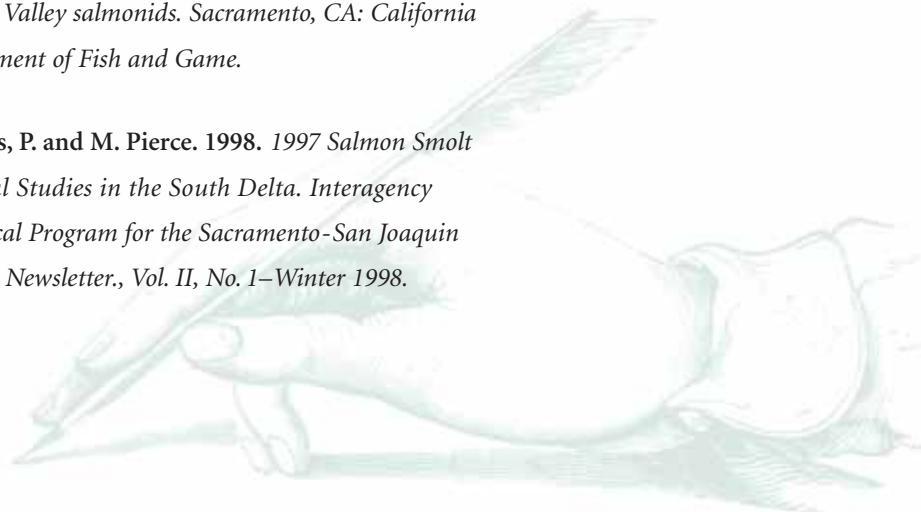 Valley salmonids. Sacramento, CA: California
ment of Fish and Game.
s, P. and M. Pierce. 1998. 1997 Salmon Smolt
al Studies in the South Delta. Interagency
cal Program for the Sacramento-San Joaquin
Newsletter., Vol. II, No. 1–Winter 1998.